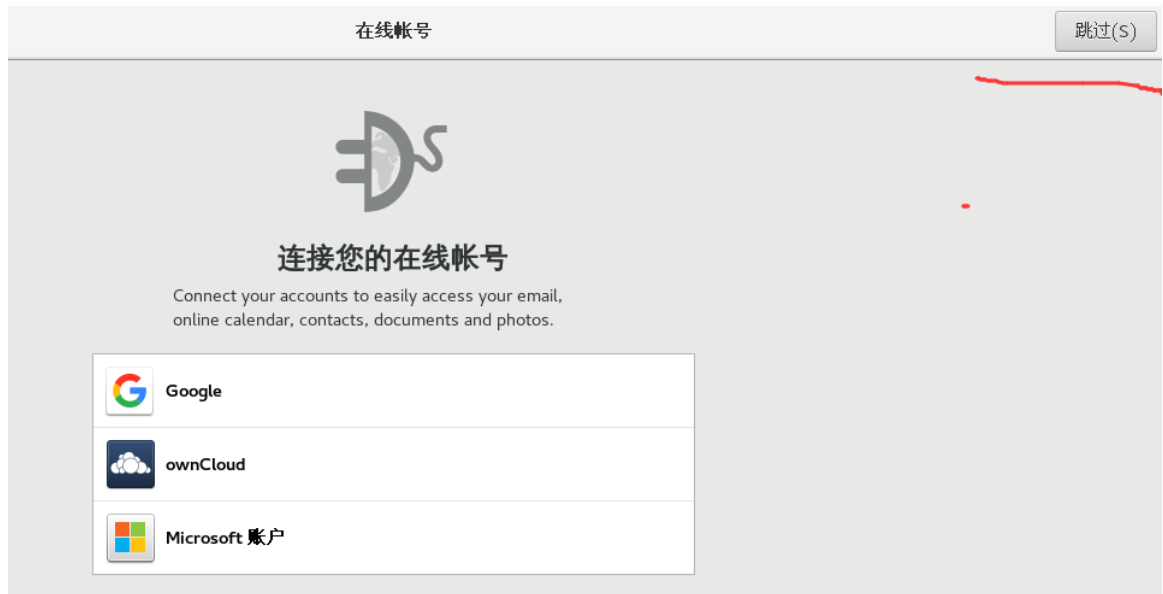 在线帐号
跳过(S)
连接您的在线帐号
Connect your accounts to easily access your email,
online calendar, contacts, documents and photos.
Google
ownCloud
Microsoft 账户